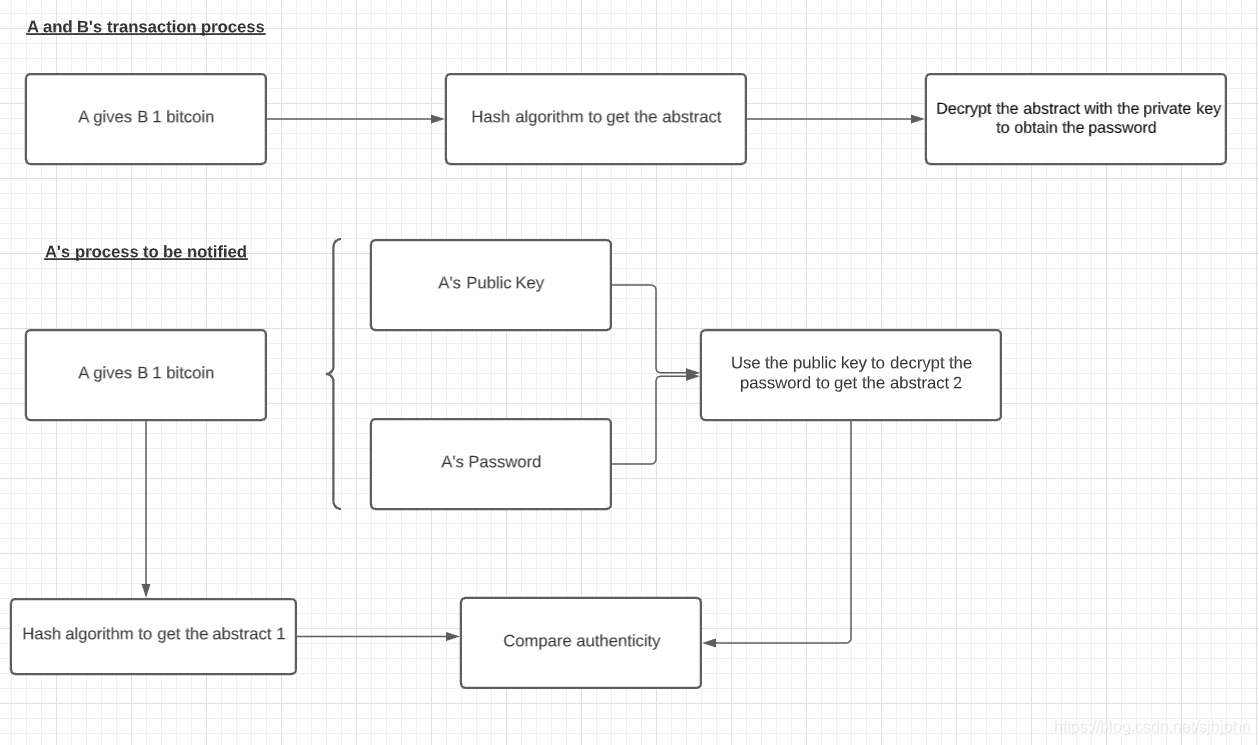 A and B's transaction process
A gives B 1 bitcoin
Hash algorithm to get the abstract
Decrypt the abstract with the private key
to obtain the password
A's process to be notified
A's Public Key
A gives B 1 bitcoin
Use the public key to decrypt the
password to get the abstract 2
A's Password
Hash algorithm to get the abstract 1
Compare authenticity
https://blog.csdn.net/sjhjohn